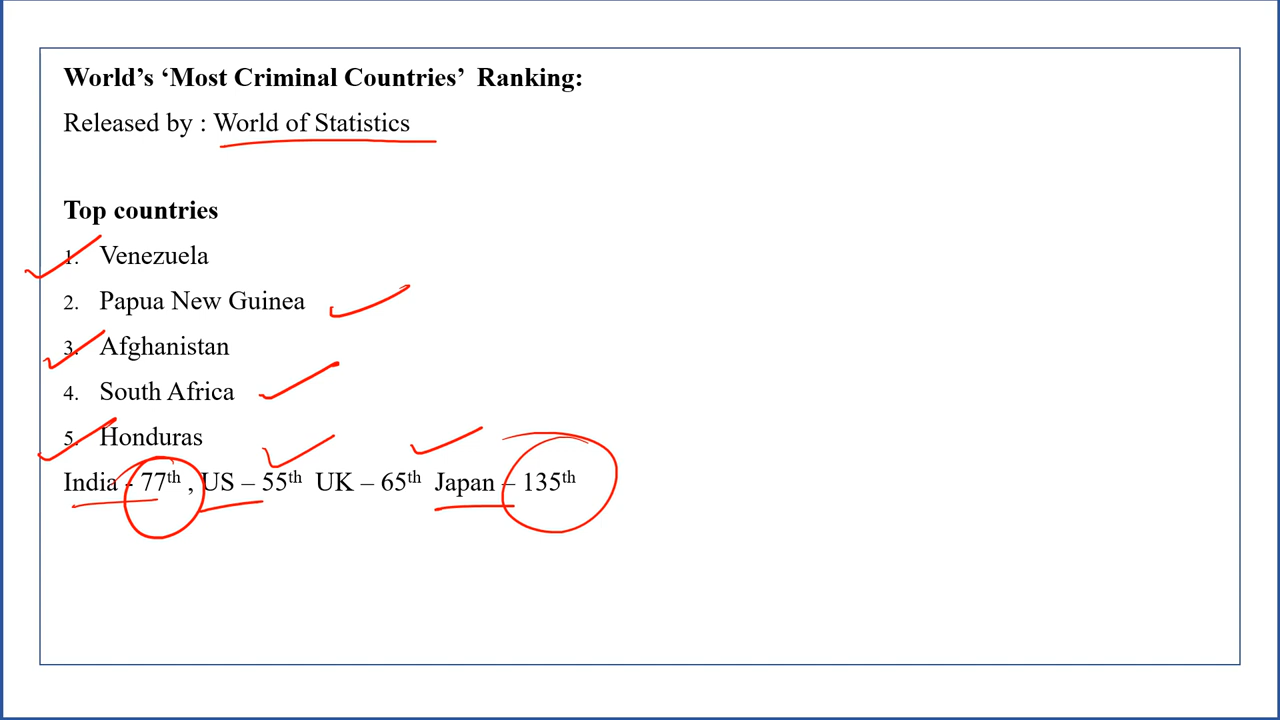 World’s ‘Most Criminal Countries’ Ranking:
Released by : World of Statistics
Top countries
1. Venezuela
2. Papua New Guinea
3. Afghanistan
4. South Africa
5. Honduras
India - 77th , US – 55th UK – 65th Japan – 135th